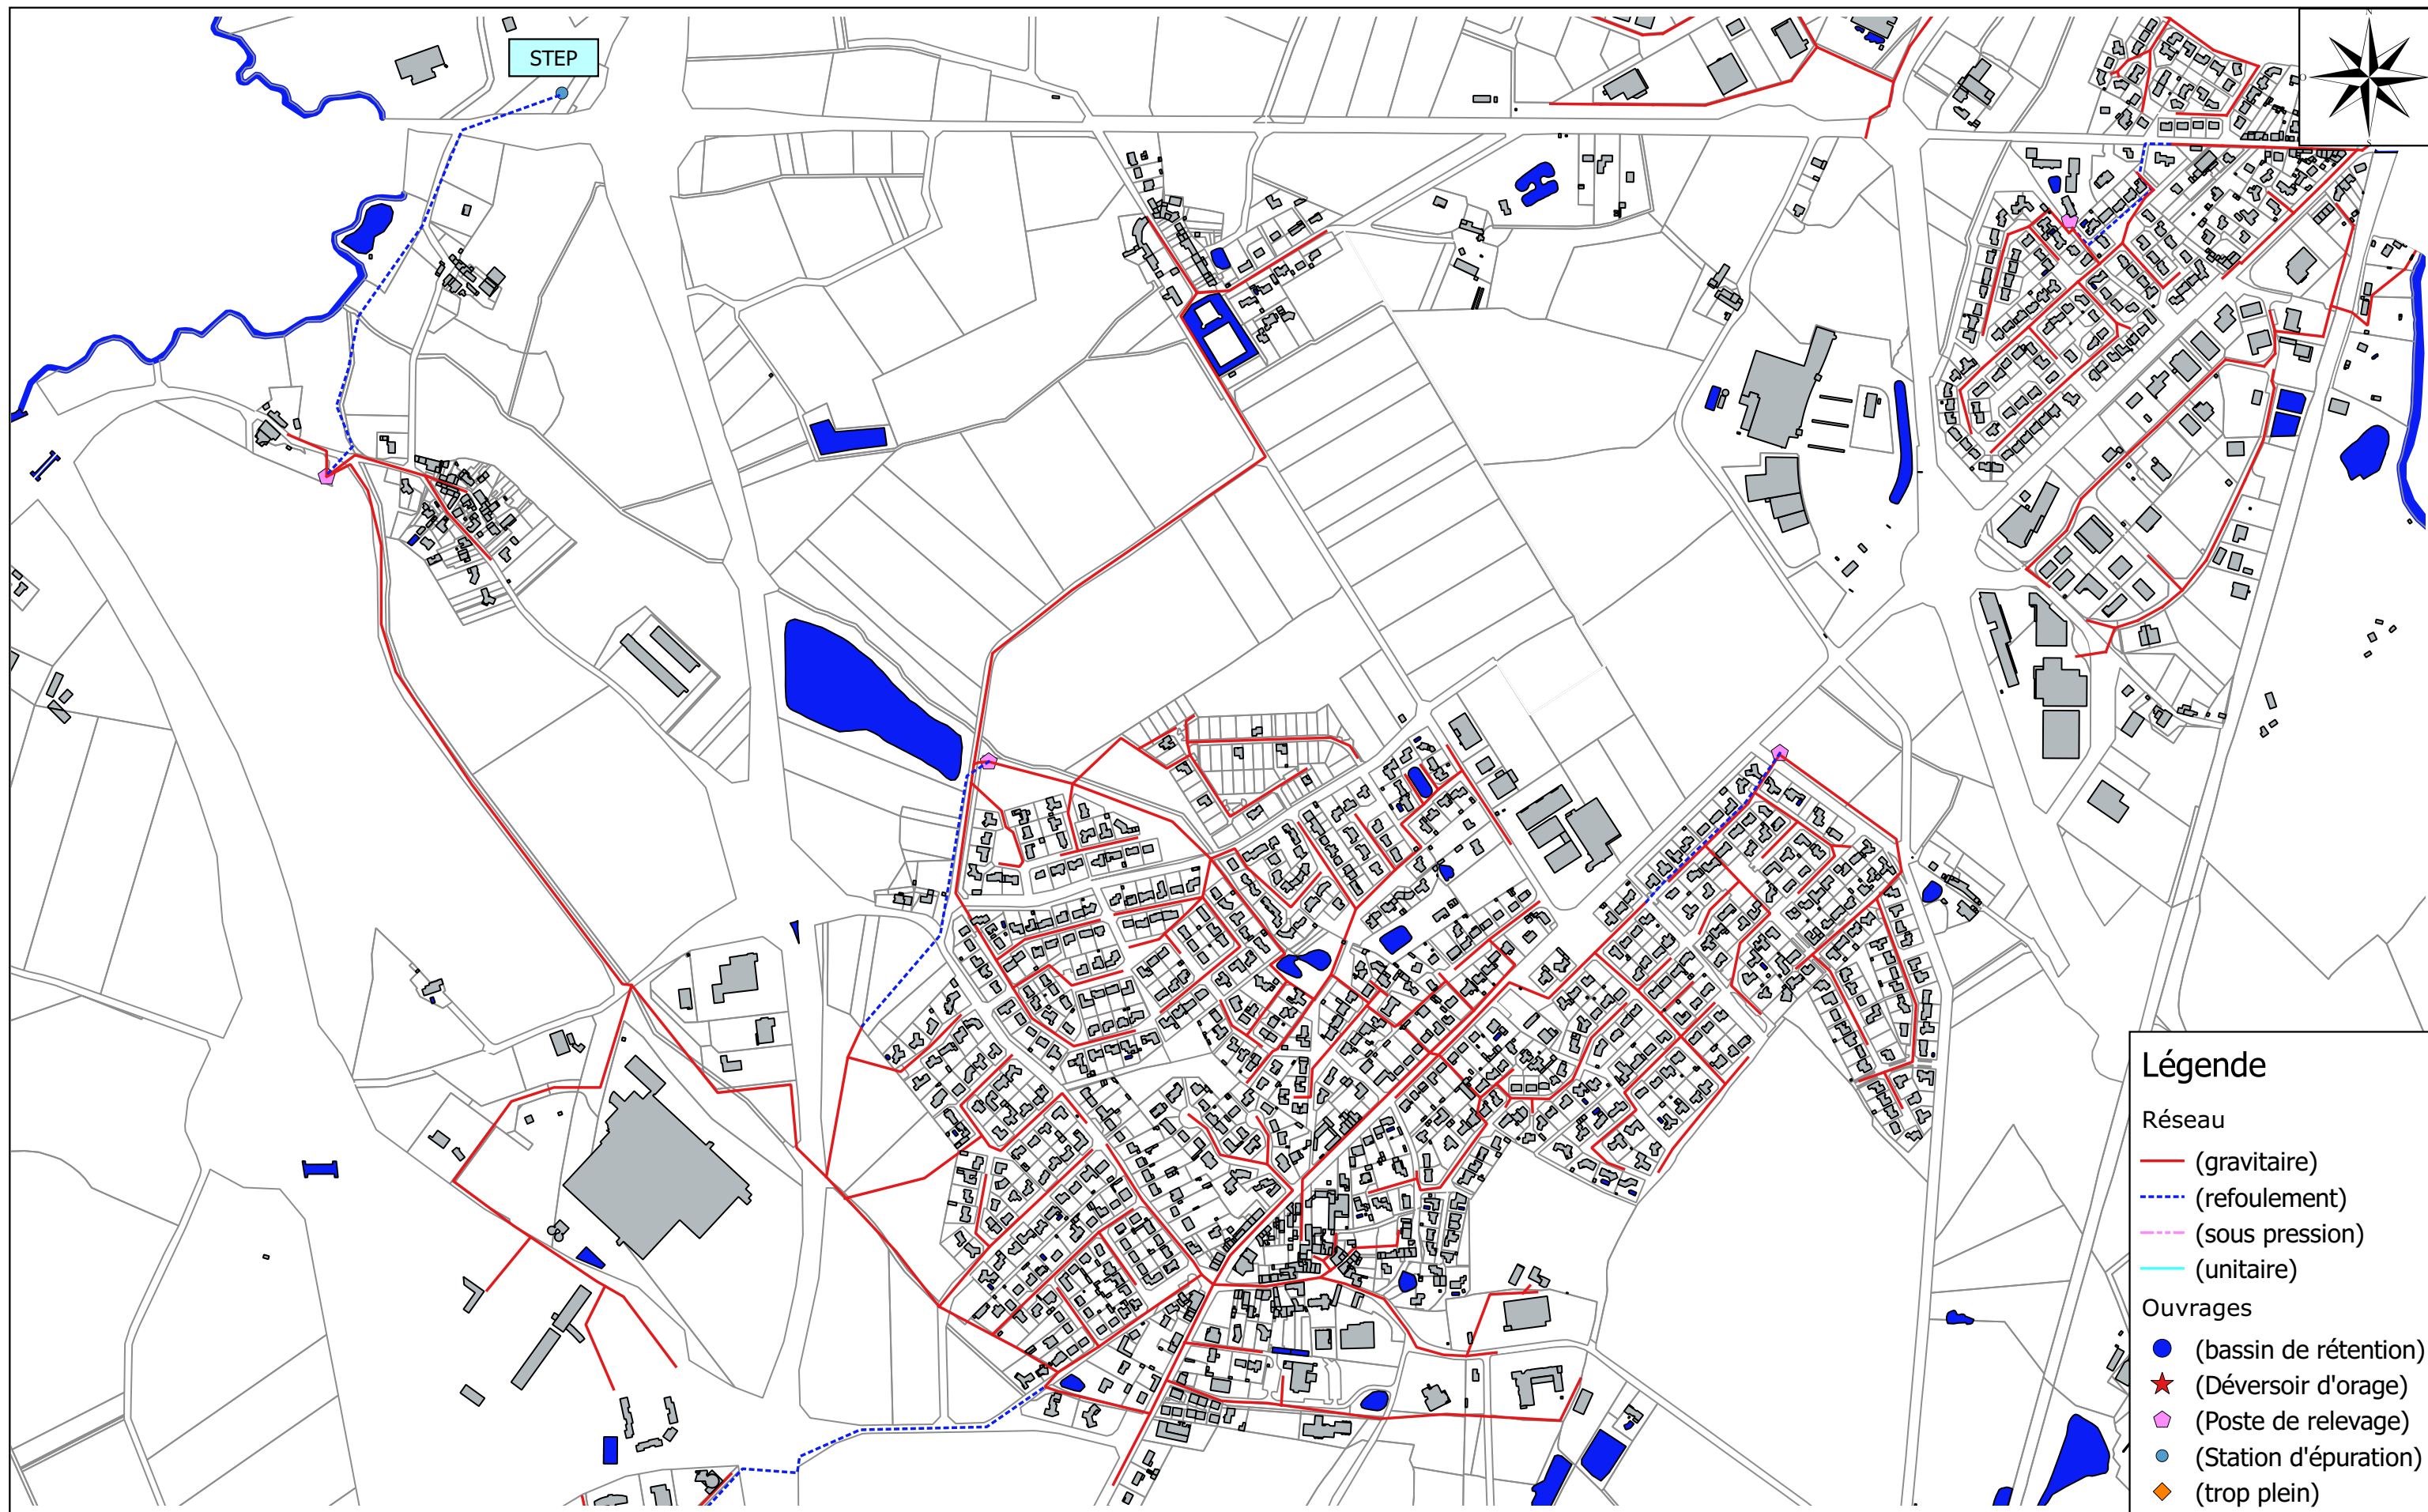 STEP
N
O
S
Légende
Réseau
(gravitaire)
(refoulement)
(sous pression)
(unitaire)
Ouvrages
(bassin de rétention)
(Déversoir d'orage)
(Poste de relevage)
(Station d'épuration)
(trop plein)